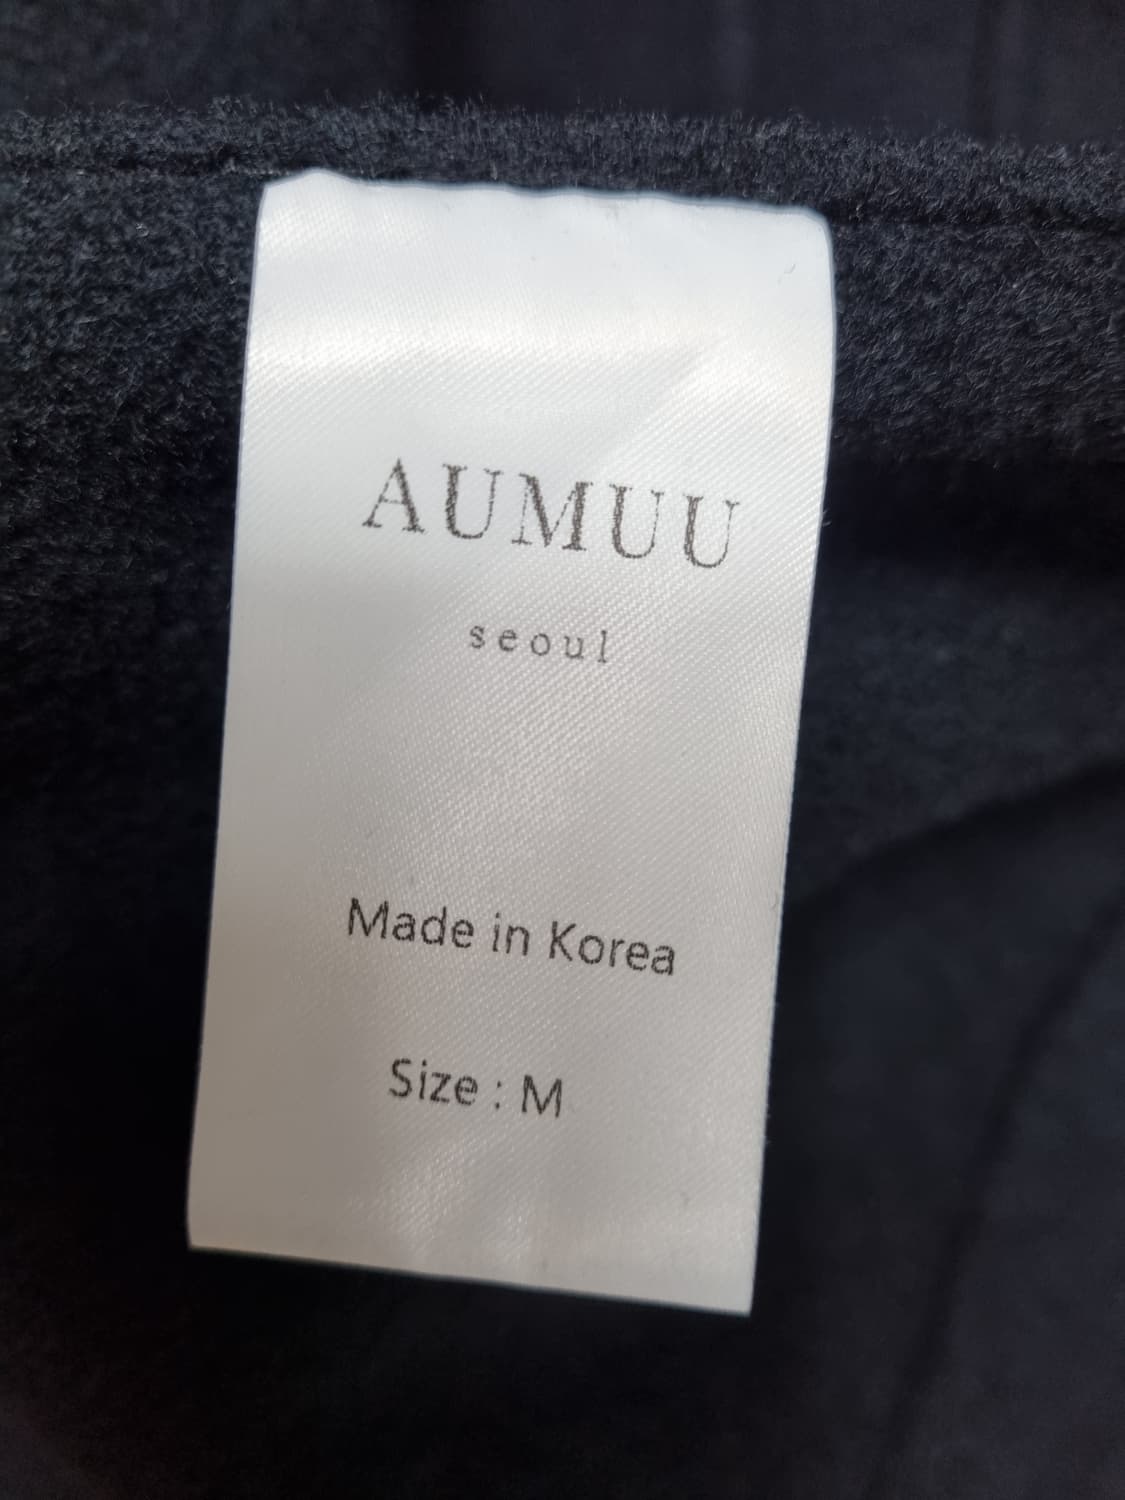 AUMUU
seoul
Made in Korea
Size : M